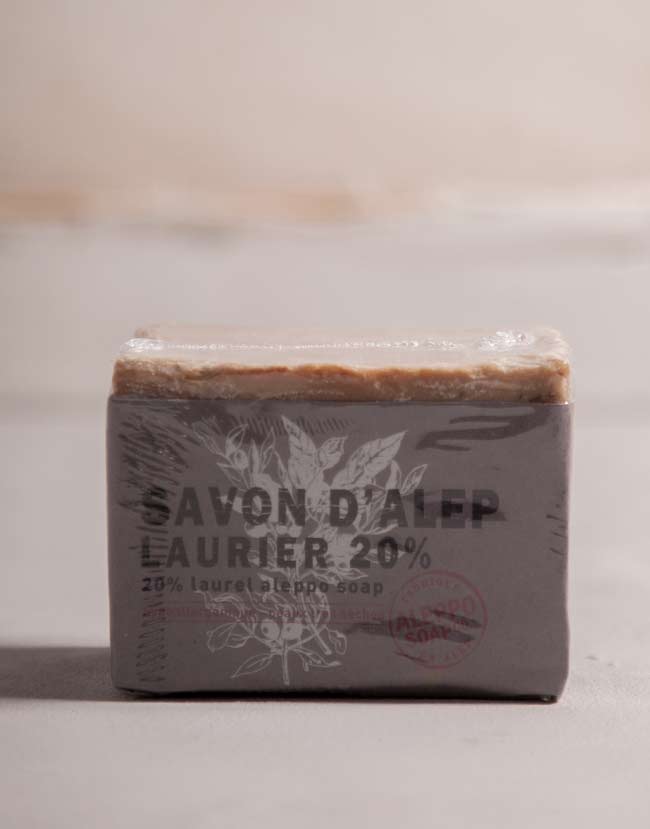 SAVON D'ALEP
LAURIER 20%
20% laurel aleppo soap
ALEPPO
SOAP